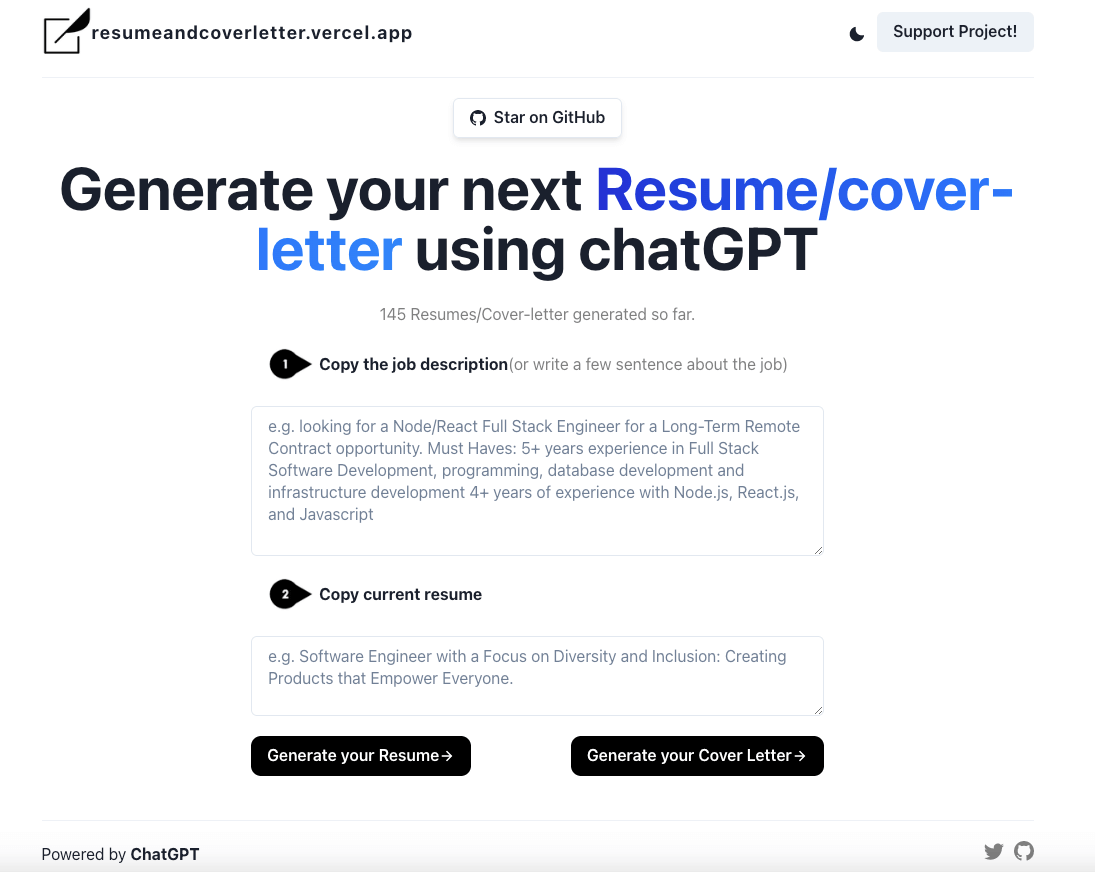 resumeandcoverletter.vercel.app
Support Project!
Star on GitHub
Generate your next Resume/cover-
letter using chatGPT
145 Resumes/Cover-letter generated so far.
1 Copy the job description(or write a few sentence about the job)
e.g. looking for a Node/React Full Stack Engineer for a Long-Term Remote
Contract opportunity. Must Haves: 5+ years experience in Full Stack
Software Development, programming, database development and
infrastructure development 4+ years of experience with Node.js, React.js,
and Javascript
2 Copy current resume
e.g. Software Engineer with a Focus on Diversity and Inclusion: Creating
Products that Empower Everyone.
Generate your Resume→
Generate your Cover Letter→
Powered by ChatGPT